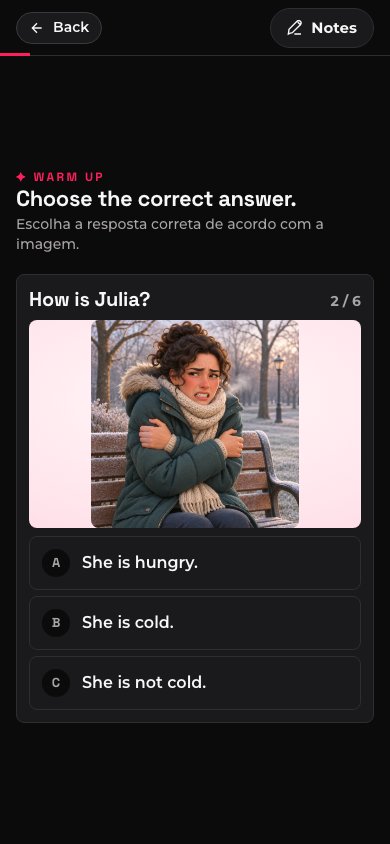 Back
Notes
WARM UP
Choose the correct answer.
Escolha a resposta correta de acordo com a
imagem.
How is Julia?
2 / 6
A
She is hungry.
B
She is cold.
C
She is not cold.